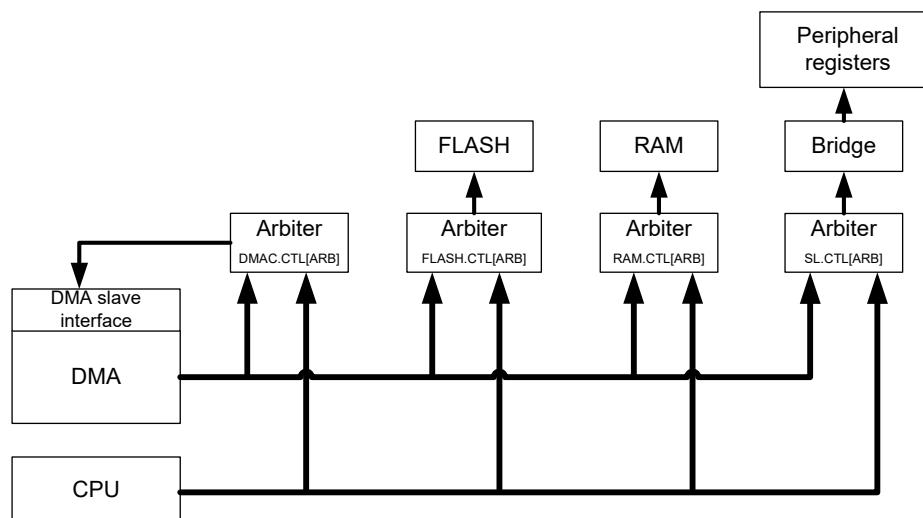 Peripheral
registers
FLASH
RAM
Bridge
Arbiter
DMAC.CTL[ARB]
Arbiter
FLASH.CTL[ARB]
Arbiter
RAM.CTL[ARB]
Arbiter
SL.CTL[ARB]
DMA slave
interface
DMA
CPU